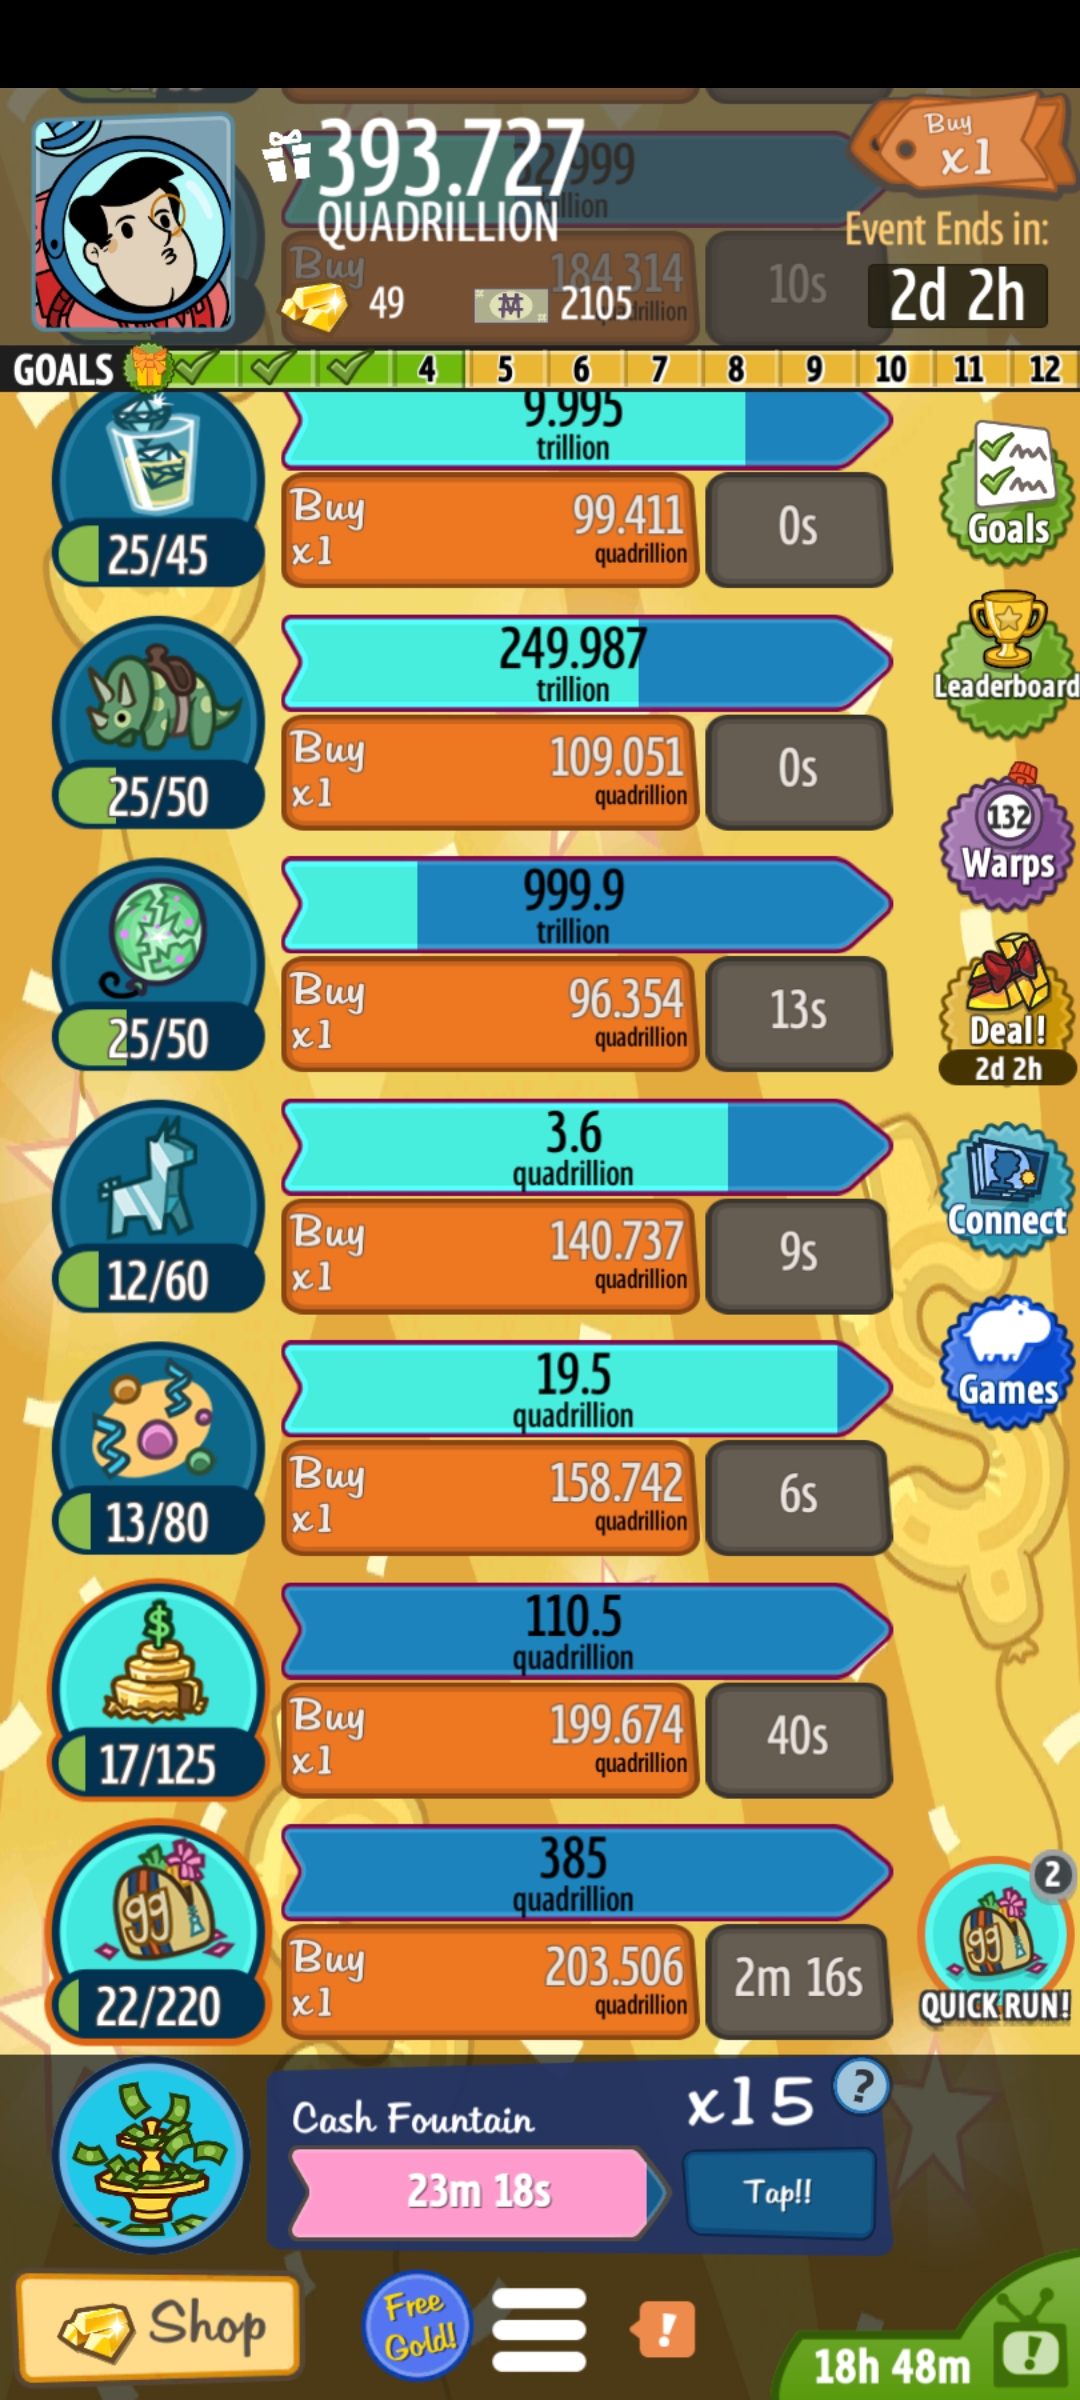 393.727
QUADRILLION
49
2105
Buy
x1
Event Ends in:
2d 2h
Buy
184.314
10s
GOALS
4
5
6
7
8
9
10
11
12
9.995
trillion
Buy
x1
99.411
quadrillion
0s
25/45
Goals
249.987
trillion
Buy
x1
109.051
quadrillion
0s
25/50
Leaderboard
999.9
trillion
Buy
x1
96.354
quadrillion
13s
25/50
132
Warps
Deal!
2d 2h
3.6
quadrillion
Buy
x1
140.737
quadrillion
9s
12/60
Connect
19.5
quadrillion
Buy
x1
158.742
quadrillion
6s
13/80
Games
$
110.5
quadrillion
Buy
x1
199.674
quadrillion
40s
17/125
385
quadrillion
Buy
x1
203.506
quadrillion
2m 16s
22/220
2
QUICK RUN!
Cash Fountain
x15
?
23m 18s
Tap!!
Shop
Free
Gold!
!
18h 48m
!